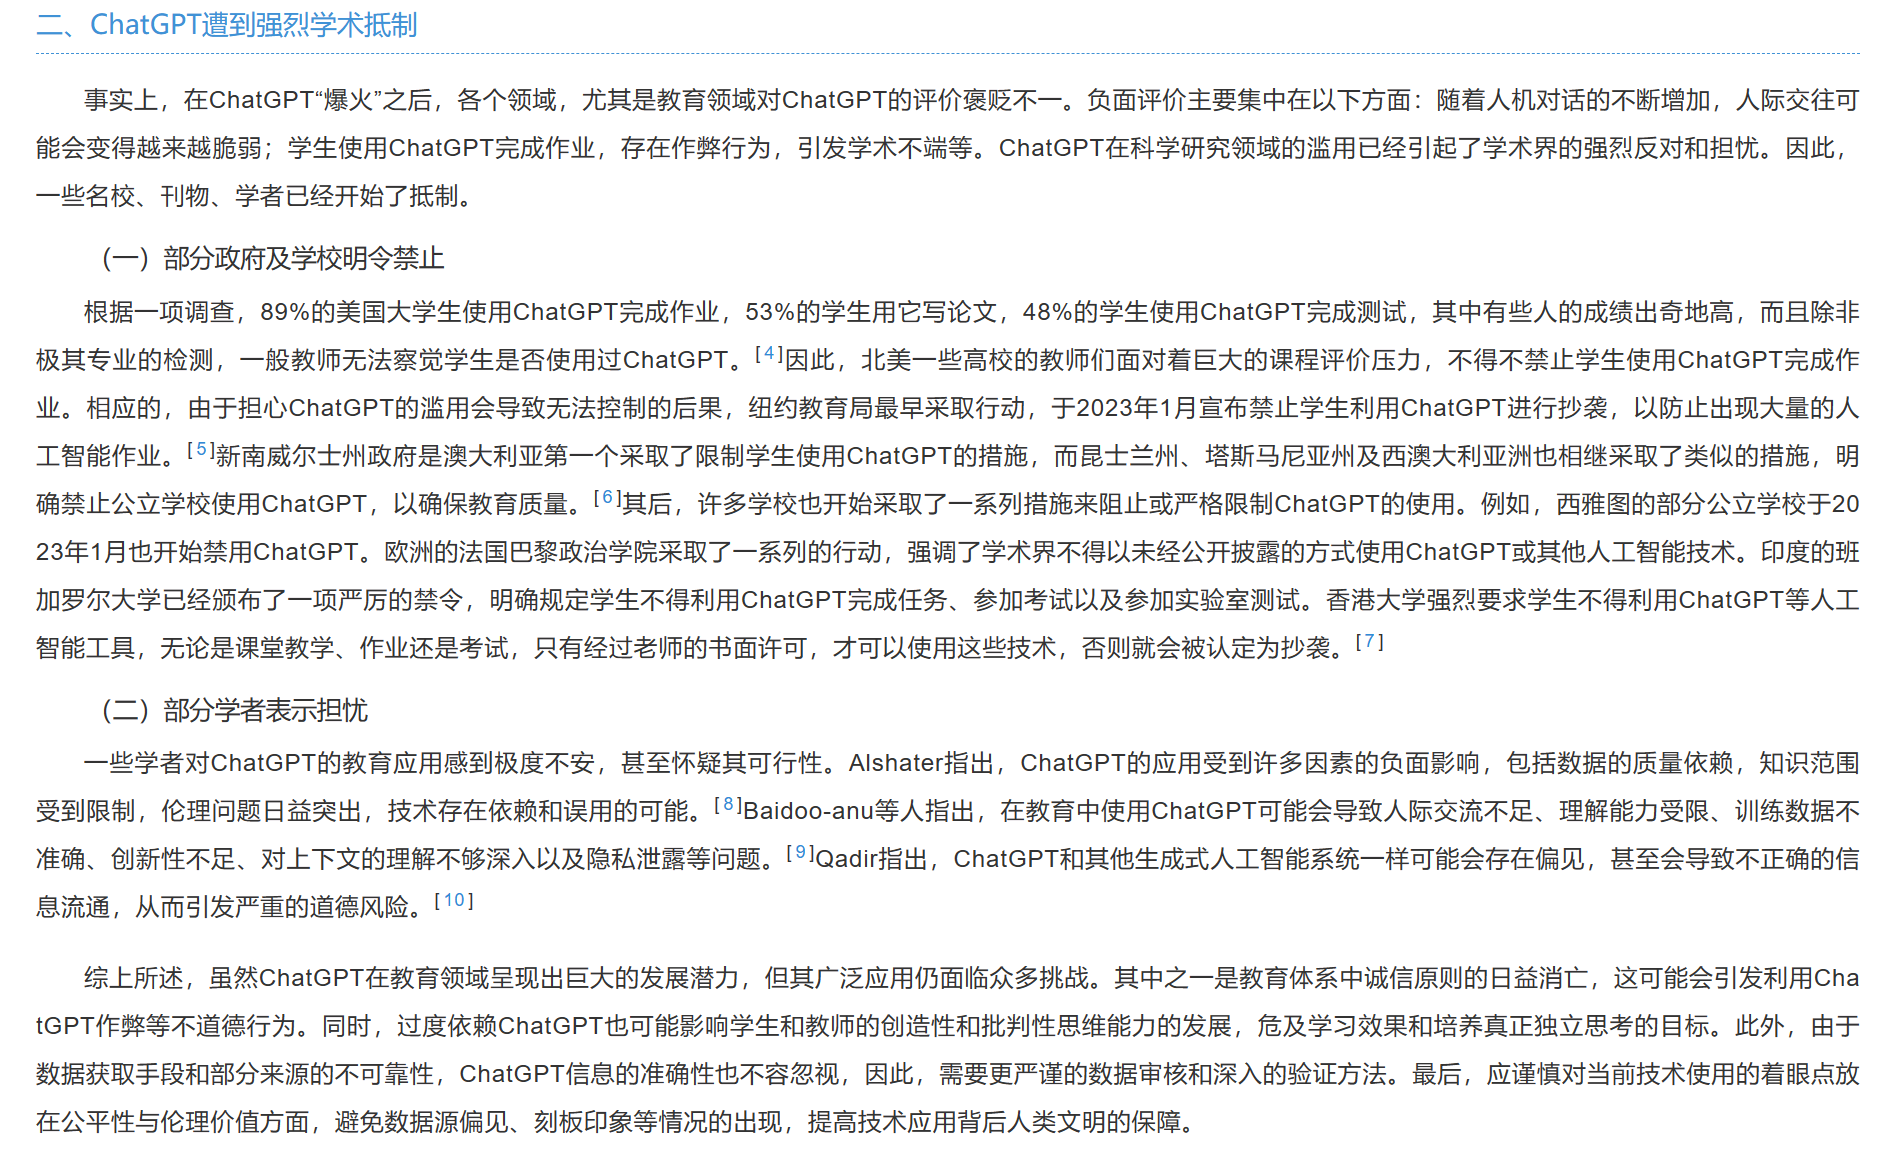 二、ChatGPT遭到强烈学术抵制
事实上，在ChatGPT“爆火”之后，各个领域，尤其是教育领域对ChatGPT的评价褒贬不一。负面评价主要集中在以下方面：随着人机对话的不断增加，人际交往可
能会变得越来越脆弱；学生使用ChatGPT完成作业，存在作弊行为，引发学术不端等。ChatGPT在科学研究领域的滥用已经引起了学术界的强烈反对和担忧。因此，
一些名校、刊物、学者已经开始了抵制。
（一）部分政府及学校明令禁止
根据一项调查，89%的美国大学生使用ChatGPT完成作业，53%的学生用它写论文，48%的学生使用ChatGPT完成测试，其中有些人的成绩出奇地高，而且除非
极其专业的检测，一般教师无法察觉学生是否使用过ChatGPT。[4]因此，北美一些高校的教师们面对着巨大的课程评价压力，不得不禁止学生使用ChatGPT完成作
业。相应的，由于担心ChatGPT的滥用会导致无法控制的后果，纽约教育局最早采取行动，于2023年1月宣布禁止学生利用ChatGPT进行抄袭，以防止出现大量的人
工智能作业。[5]新南威尔士州政府是澳大利亚第一个采取了限制学生使用ChatGPT的措施，而昆士兰州、塔斯马尼亚州及西澳大利亚洲也相继采取了类似的措施，明
确禁止公立学校使用ChatGPT，以确保教育质量。[6]其后，许多学校也开始采取了一系列措施来阻止或严格限制ChatGPT的使用。例如，西雅图的部分公立学校于20
23年1月也开始禁用ChatGPT。欧洲的法国巴黎政治学院采取了一系列的行动，强调了学术界不得以未经公开披露的方式使用ChatGPT或其他人工智能技术。印度的班
加罗尔大学已经颁布了一项严厉的禁令，明确规定学生不得利用ChatGPT完成任务、参加考试以及参加实验室测试。香港大学强烈要求学生不得利用ChatGPT等人工
智能工具，无论是课堂教学、作业还是考试，只有经过老师的书面许可，才可以使用这些技术，否则就会被认定为抄袭。[7]
（二）部分学者表示担忧
一些学者对ChatGPT的教育应用感到极度不安，甚至怀疑其可行性。Alshater指出，ChatGPT的应用受到许多因素的负面影响，包括数据的质量依赖，知识范围
受到限制，伦理问题日益突出，技术存在依赖和误用的可能。[8]Baidoo-anu等人指出，在教育中使用ChatGPT可能会导致人际交流不足、理解能力受限、训练数据不
准确、创新性不足、对上下文的理解不够深入以及隐私泄露等问题。[9]Qadir指出，ChatGPT和其他生成式人工智能系统一样可能会存在偏见，甚至会导致不正确的信
息流通，从而引发严重的道德风险。[10]
综上所述，虽然ChatGPT在教育领域呈现出巨大的发展潜力，但其广泛应用仍面临众多挑战。其中之一是教育体系中诚信原则的日益消亡，这可能会引发利用Cha
tGPT作弊等不道德行为。同时，过度依赖ChatGPT也可能影响学生和教师的创造性和批判性思维能力的发展，危及学习效果和培养真正独立思考的目标。此外，由于
数据获取手段和部分来源的不可靠性，ChatGPT信息的准确性也不容忽视，因此，需要更严谨的数据审核和深入的验证方法。最后，应谨慎对当前技术使用的着眼点放
在公平性与伦理价值方面，避免数据源偏见、刻板印象等情况的出现，提高技术应用背后人类文明的保障。